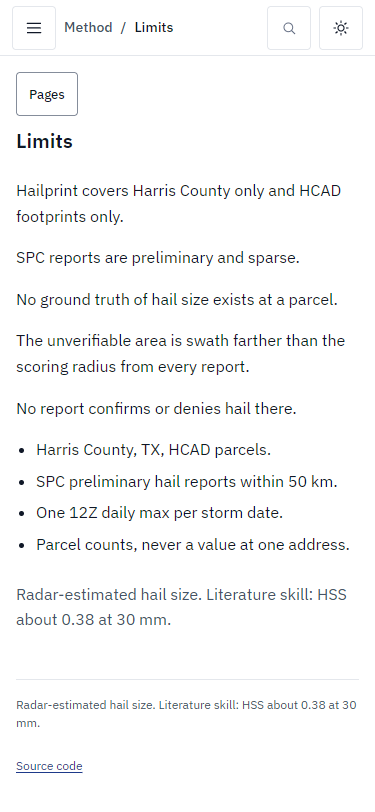 Method / Limits
Pages
Limits
Hailprint covers Harris County only and HCAD
footprints only.
SPC reports are preliminary and sparse.
No ground truth of hail size exists at a parcel.
The unverifiable area is swath farther than the
scoring radius from every report.
No report confirms or denies hail there.
• Harris County, TX, HCAD parcels.
• SPC preliminary hail reports within 50 km.
• One 12Z daily max per storm date.
• Parcel counts, never a value at one address.
Radar-estimated hail size. Literature skill: HSS
about 0.38 at 30 mm.
Radar-estimated hail size. Literature skill: HSS about 0.38 at 30
mm.
Source code